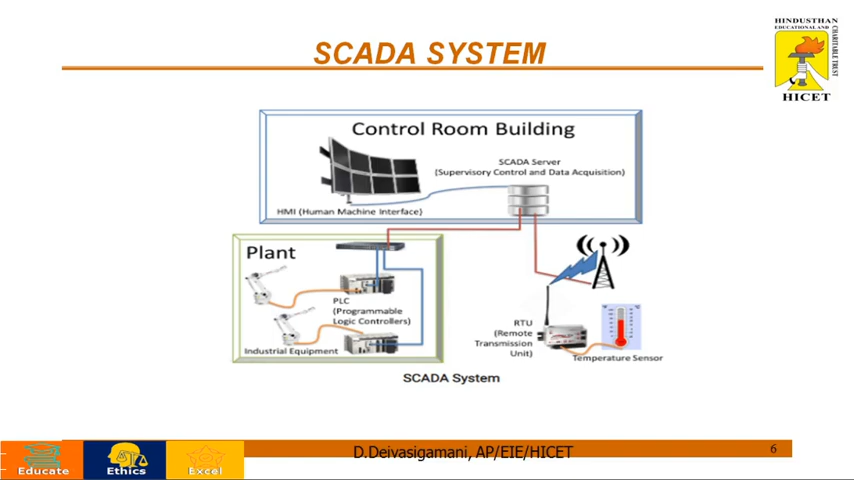 SCADA SYSTEM
HINDUSTHAN
EDUCATIONAL AND
CHARITABLE TRUST
HICET
Control Room Building
SCADA Server
(Supervisory Control and Data Acquisition)
HMI (Human Machine Interface)
Plant
PLC
(Programmable
Logic Controllers)
Industrial Equipment
RTU
(Remote
Transmission
Unit)
Temperature Sensor
SCADA System
Educate
Ethics
Excel
D.Deivasigamani, AP/EIE/HICET
6